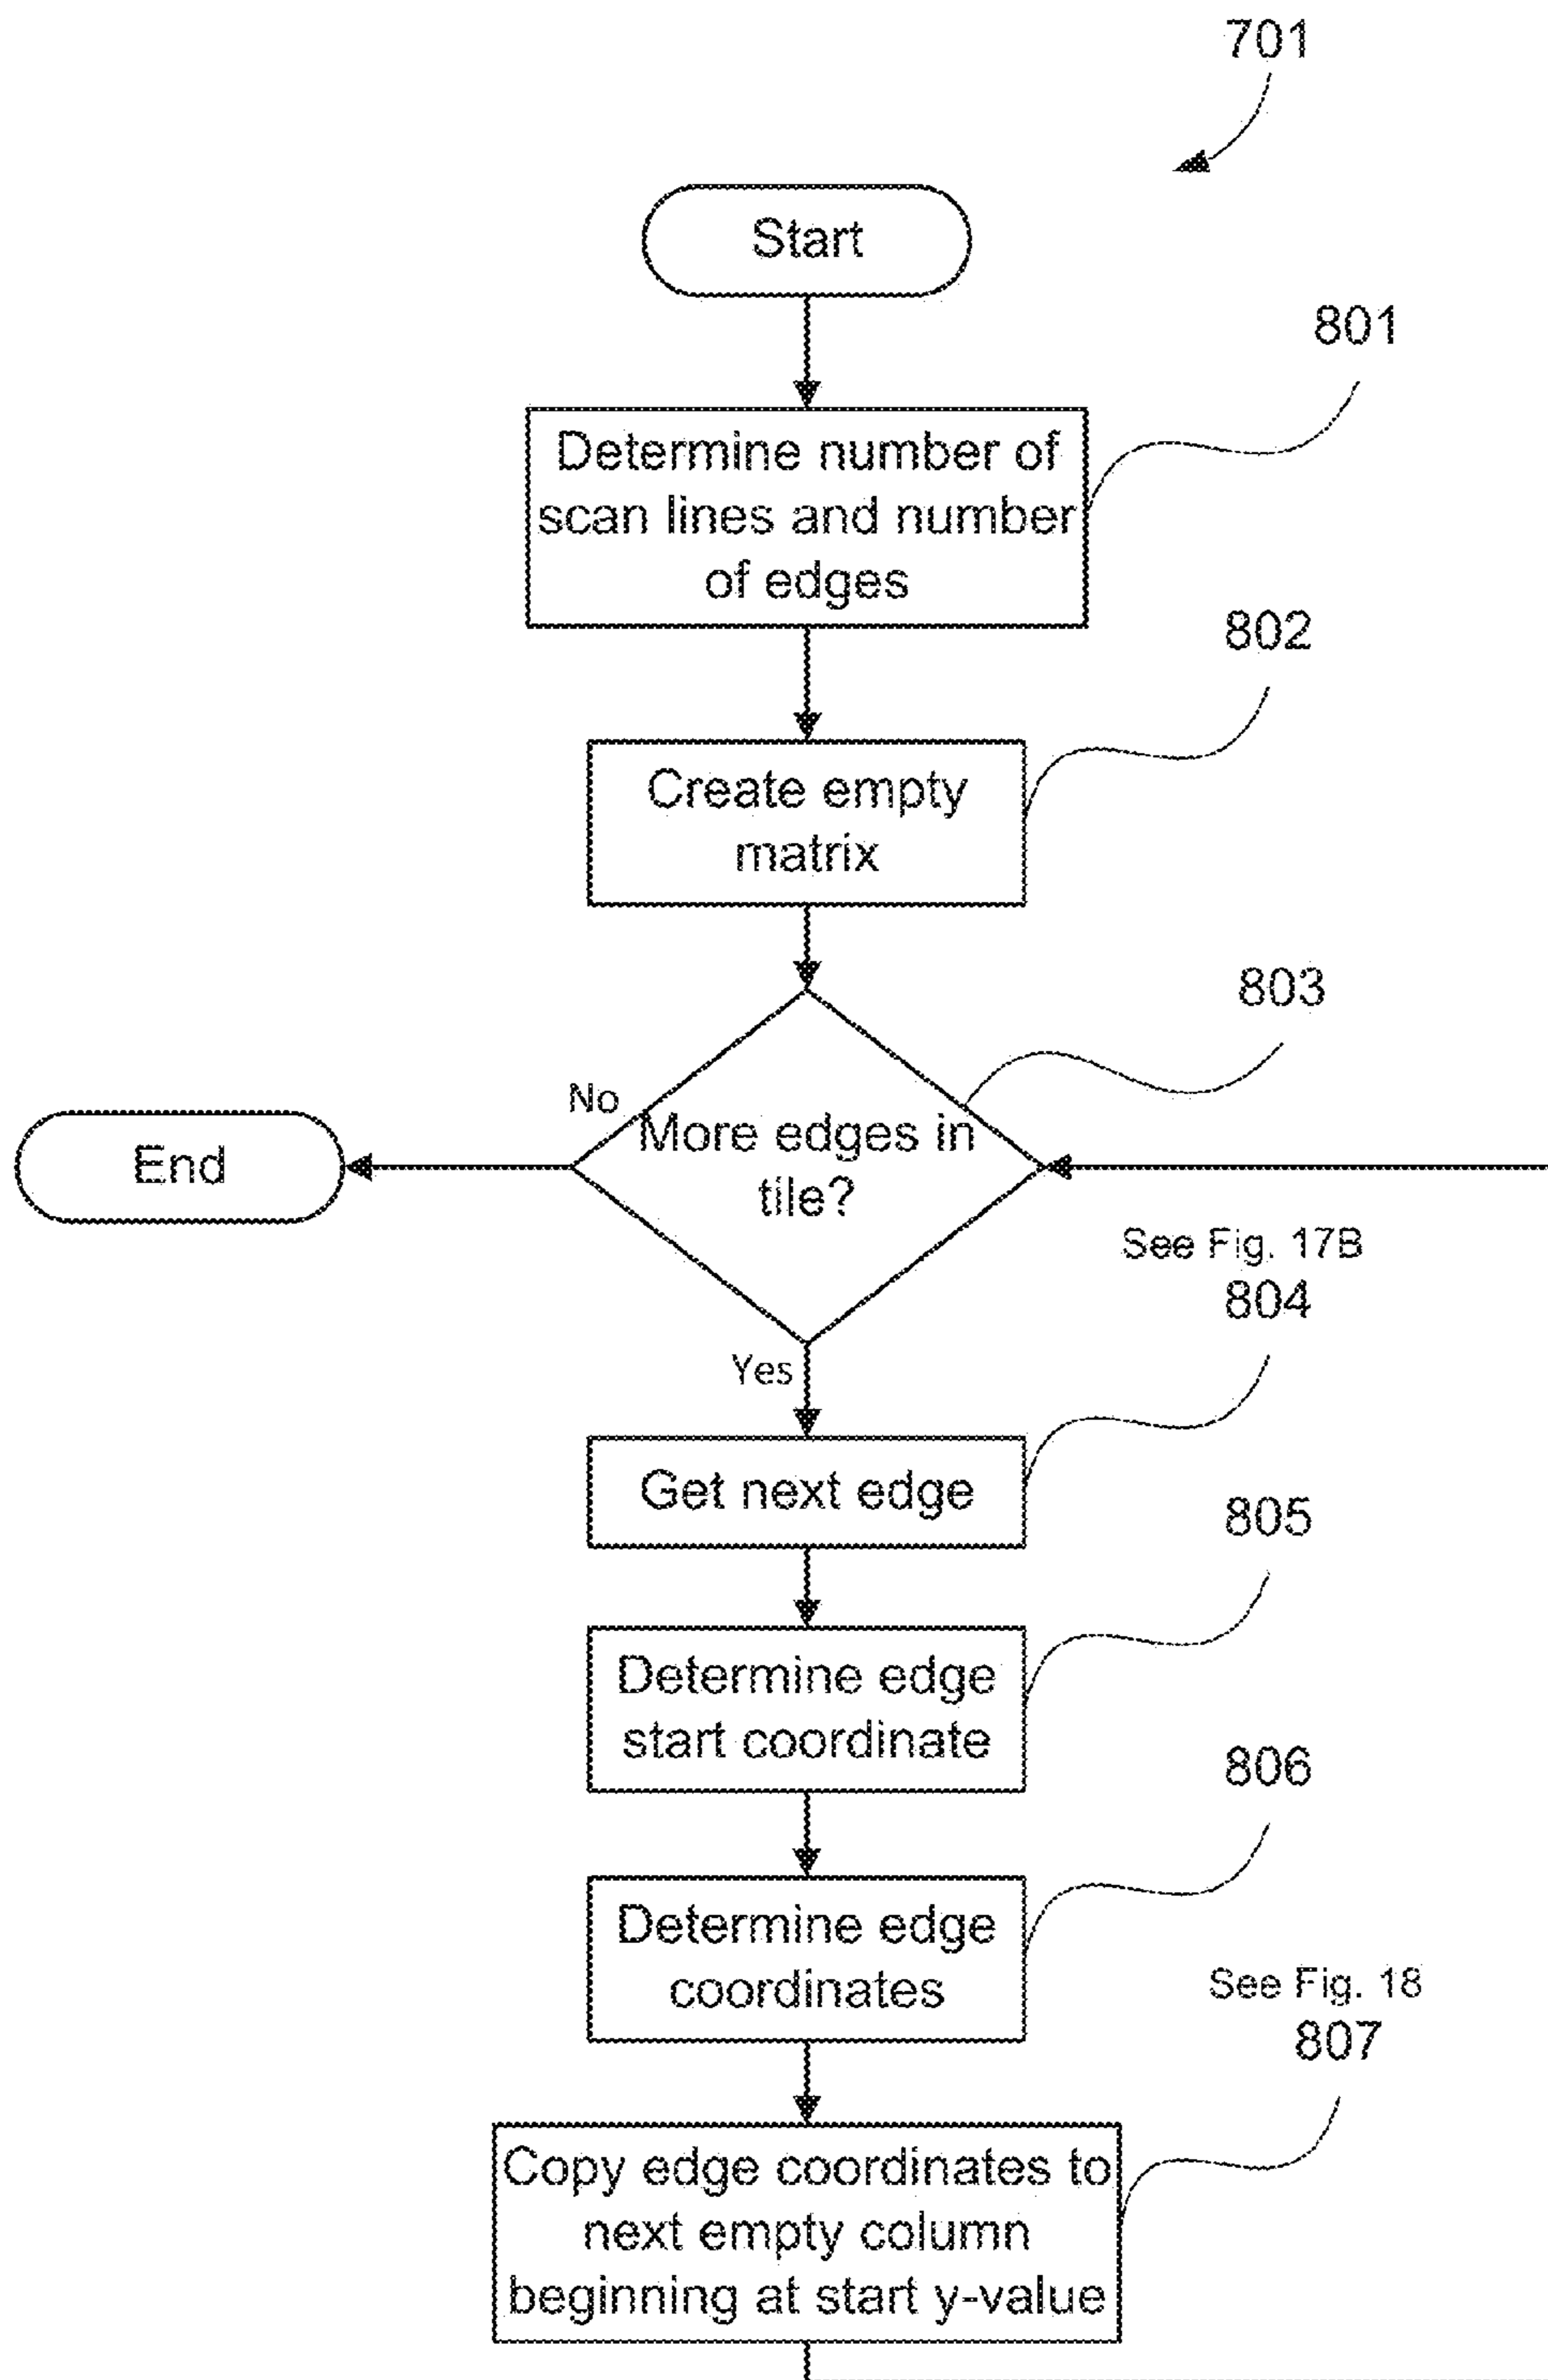 701
Start
801
Determine number of
scan lines and number
of edges
802
Create empty
matrix
803
No
More edges in
tile?
End
See Fig. 17B
804
Yes
Get next edge
805
Determine edge
start coordinate
806
Determine edge
coordinates
See Fig. 18
807
Copy edge coordinates to
next empty column
beginning at start y-value